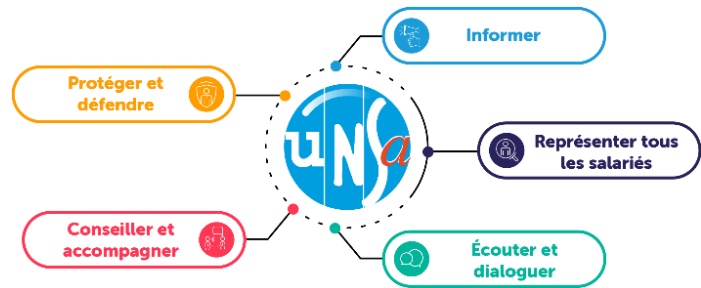 Informer
Protéger et
défendre
uNSa
Représenter tous
les salariés
Conseiller et
accompagner
Écouter et
dialoguer